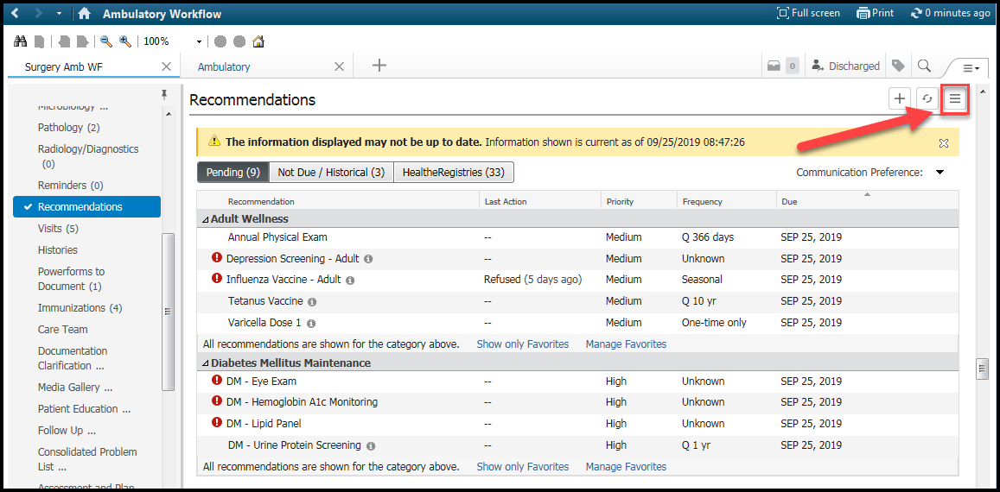 Ambulatory Workflow
Full screen
Print
0 minutes ago
100%
Surgery Amb WF
Ambulatory
0
Discharged
Microbiology ...
Pathology (2)
Radiology/Diagnostics
(0)
Reminders (0)
Recommendations
Visits (5)
Histories
Powerforms to
Document (1)
Immunizations (4)
Care Team
Documentation
Clarification ...
Media Gallery ...
Patient Education ...
Follow Up ...
Consolidated Problem
List ...
Assessment and Plan
Recommendations
The information displayed may not be up to date. Information shown is current as of 09/25/2019 08:47:26
Pending (9) Not Due / Historical (3) HealtheRegistries (33)
Communication Preference:
Recommendation Last Action Priority Frequency Due
Adult Wellness
Annual Physical Exam -- Medium Q 366 days SEP 25, 2019
Depression Screening - Adult -- Medium Unknown SEP 25, 2019
Influenza Vaccine - Adult Refused (5 days ago) Medium Seasonal SEP 25, 2019
Tetanus Vaccine -- Medium Q 10 yr SEP 25, 2019
Varicella Dose 1 -- Medium One-time only SEP 25, 2019
All recommendations are shown for the category above. Show only Favorites Manage Favorites
Diabetes Mellitus Maintenance
DM - Eye Exam -- High Unknown SEP 25, 2019
DM - Hemoglobin A1c Monitoring -- High Unknown SEP 25, 2019
DM - Lipid Panel -- High Unknown SEP 25, 2019
DM - Urine Protein Screening -- High Q 1 yr SEP 25, 2019
All recommendations are shown for the category above. Show only Favorites Manage Favorites